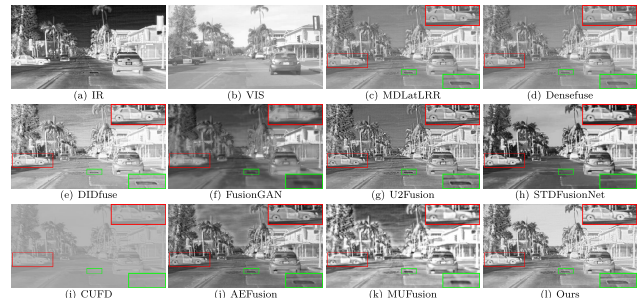 (a) IR (b) VIS (c) MDLatLRR (d) Densefuse
(e) DIDfuse (f) FusionGAN (g) U2Fusion (h) STDFusionNet
(i) CUFD (j) AEFusion (k) MUFusion (l) Ours